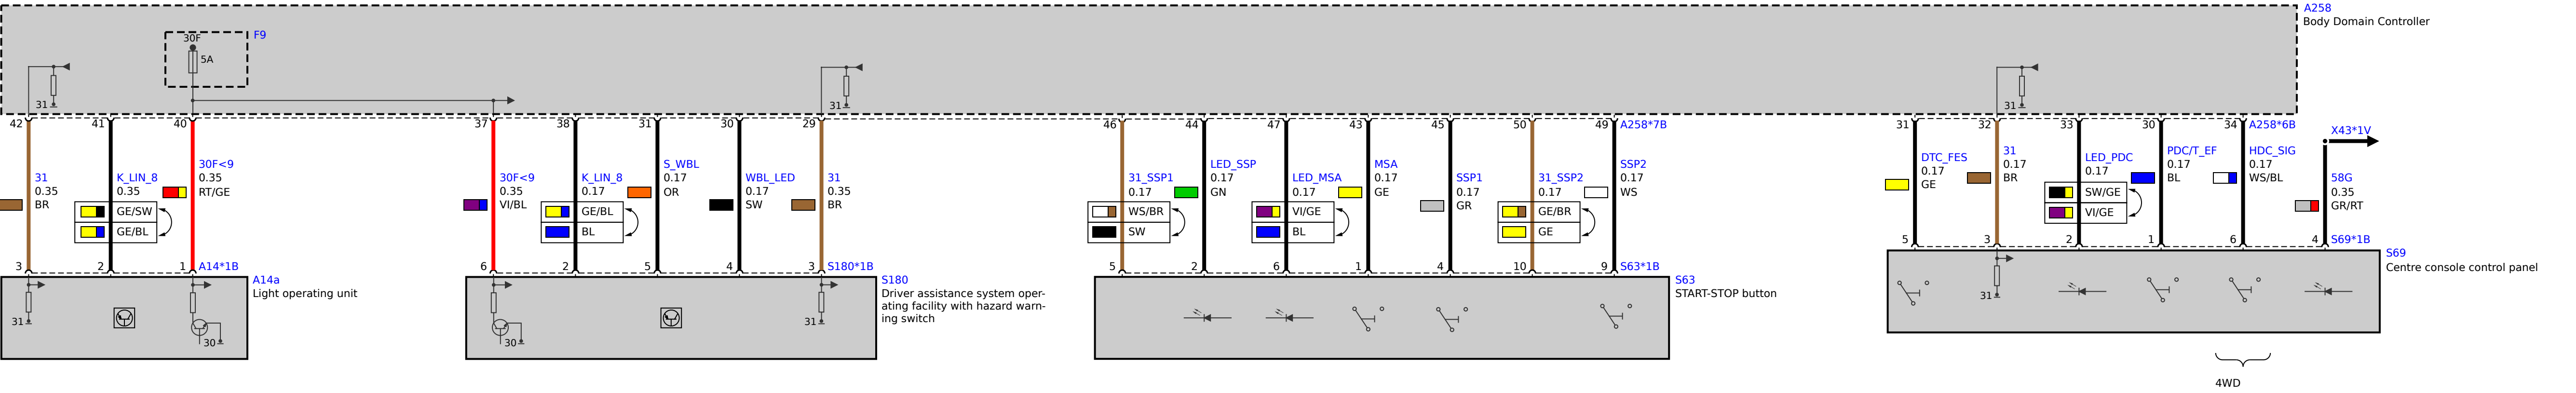 A258
Body Domain Controller
30F
F9
5A
31
31
31
42
41
40
37
38
31
30
29
46
44
47
43
45
50
49
A258*7B
31
32
33
30
34
A258*6B
X43*1V
31
0.35
BR
K_LIN_8
0.35
GE/SW
GE/BL
30F<9
0.35
RT/GE
30F<9
0.35
VI/BL
K_LIN_8
0.17
GE/BL
BL
S_WBL
0.17
OR
WBL_LED
0.17
SW
31
0.35
BR
31_SSP1
0.17
WS/BR
SW
LED_SSP
0.17
GN
LED_MSA
0.17
VI/GE
BL
MSA
0.17
GE
SSP1
0.17
GR
31_SSP2
0.17
GE/BR
GE
SSP2
0.17
WS
DTC_FES
0.17
GE
31
0.17
BR
LED_PDC
0.17
SW/GE
VI/GE
PDC/T_EF
0.17
BL
HDC_SIG
0.17
WS/BL
58G
0.35
GR/RT
3
2
1
A14*1B
6
2
5
4
3
S180*1B
5
2
6
1
4
10
9
S63*1B
5
3
2
1
6
4
S69*1B
A14a
Light operating unit
31
30
S180
Driver assistance system oper-
ating facility with hazard warn-
ing switch
30
31
S63
START-STOP button
S69
Centre console control panel
31
4WD